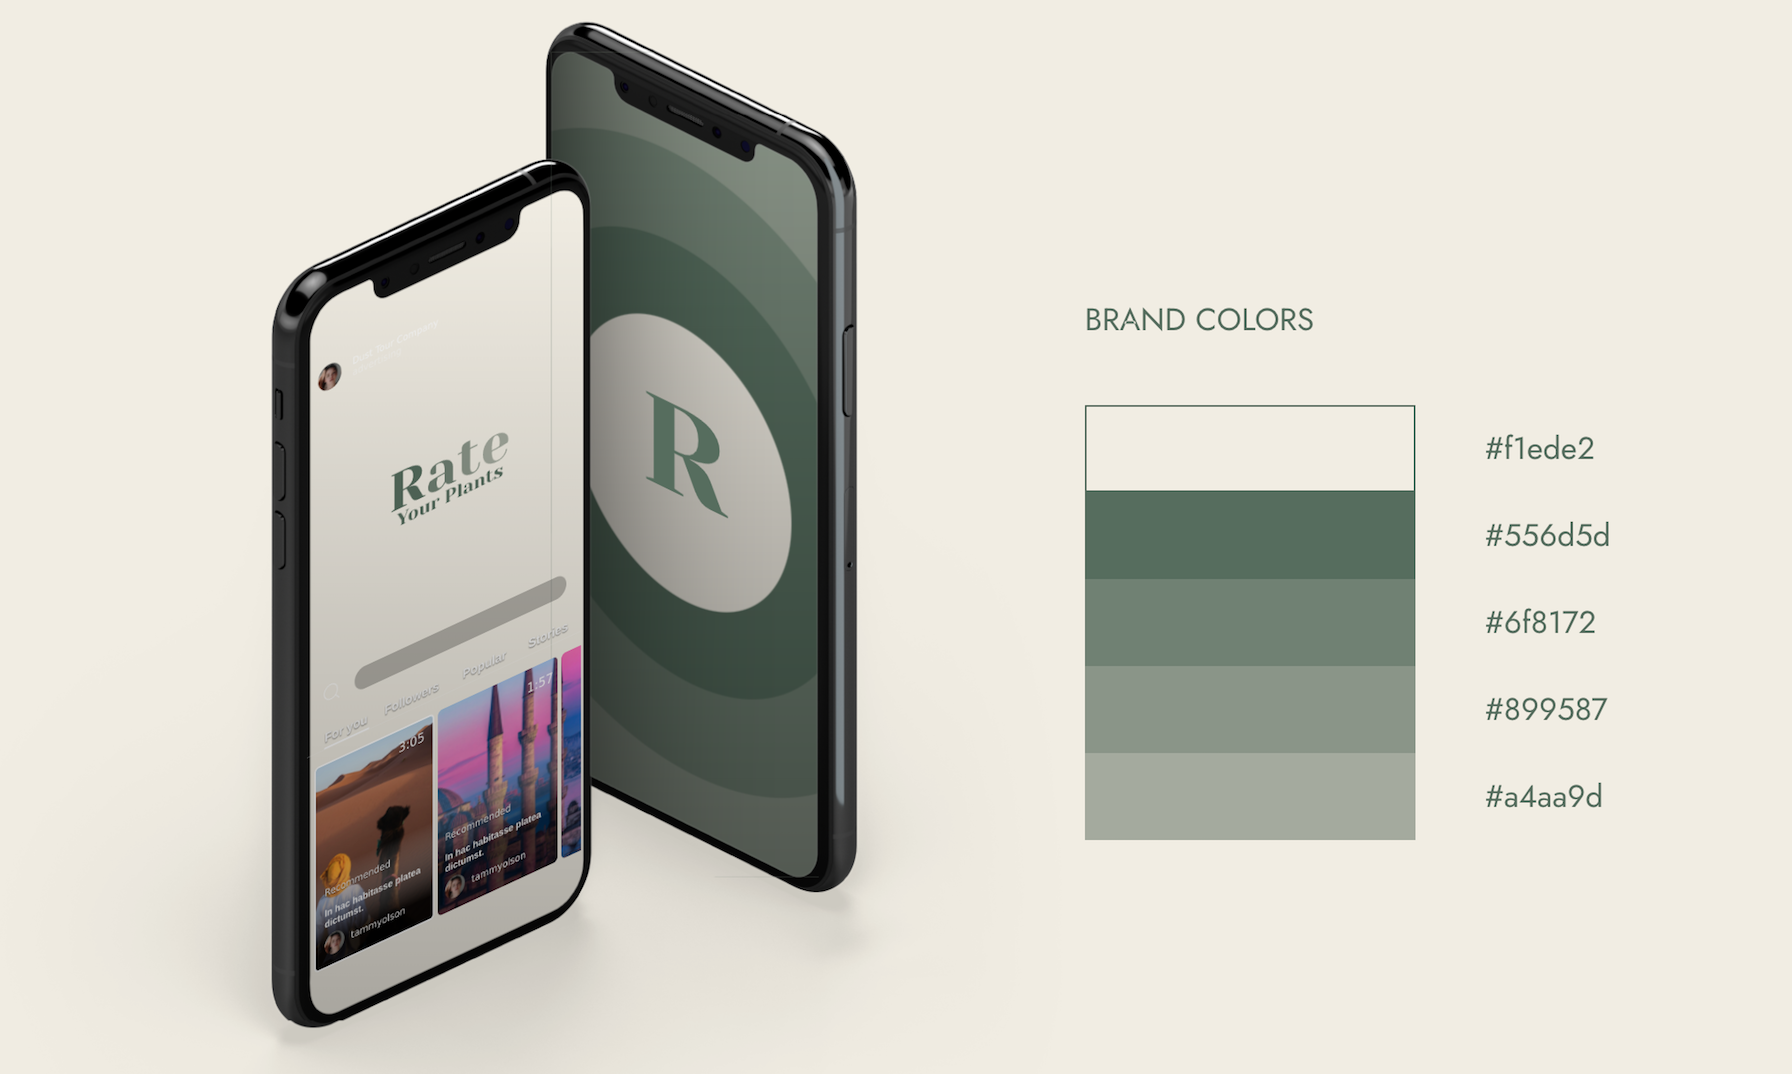 R
Rate
Your Plants
Stories
Popular
Followers
For you
1:57
3:05
Recommended
In hac habitasse platea
dictumst.
tammyolson
Recommended
In hac habitasse platea
dictumst.
tammyolson
BRAND COLORS
#f1ede2
#556d5d
#6f8172
#899587
#a4aa9d